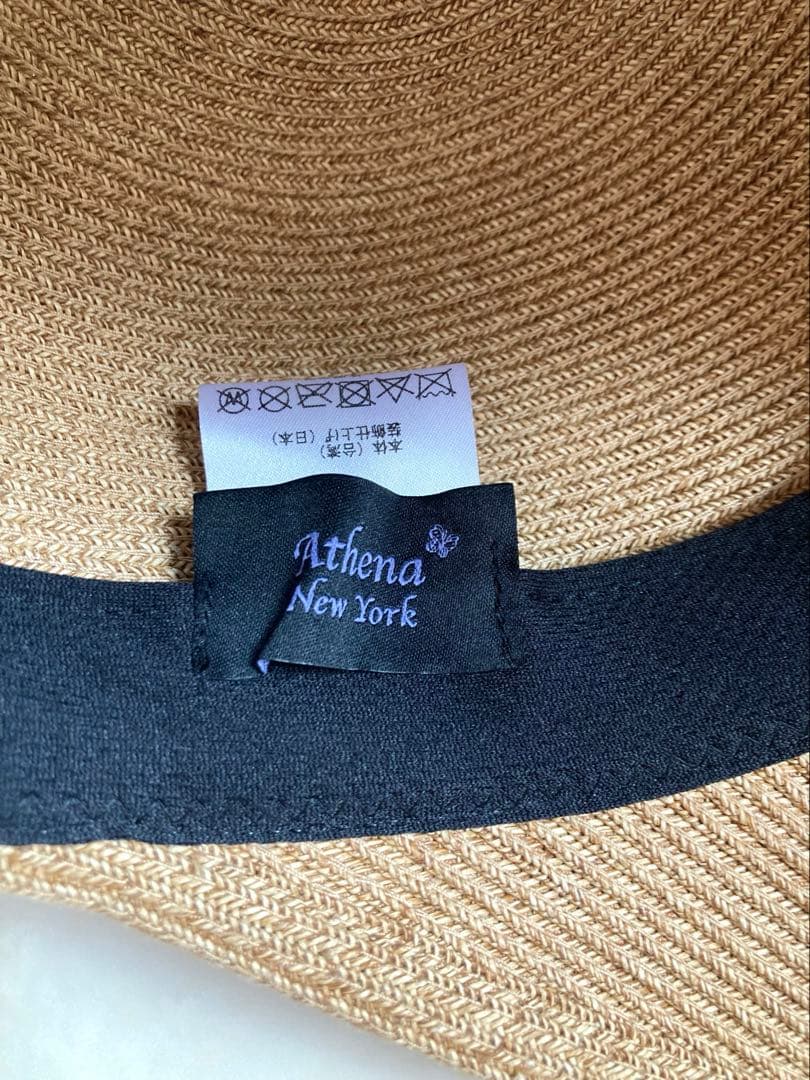 Athena
New York
本体（台湾）
装飾仕上げ（日本）